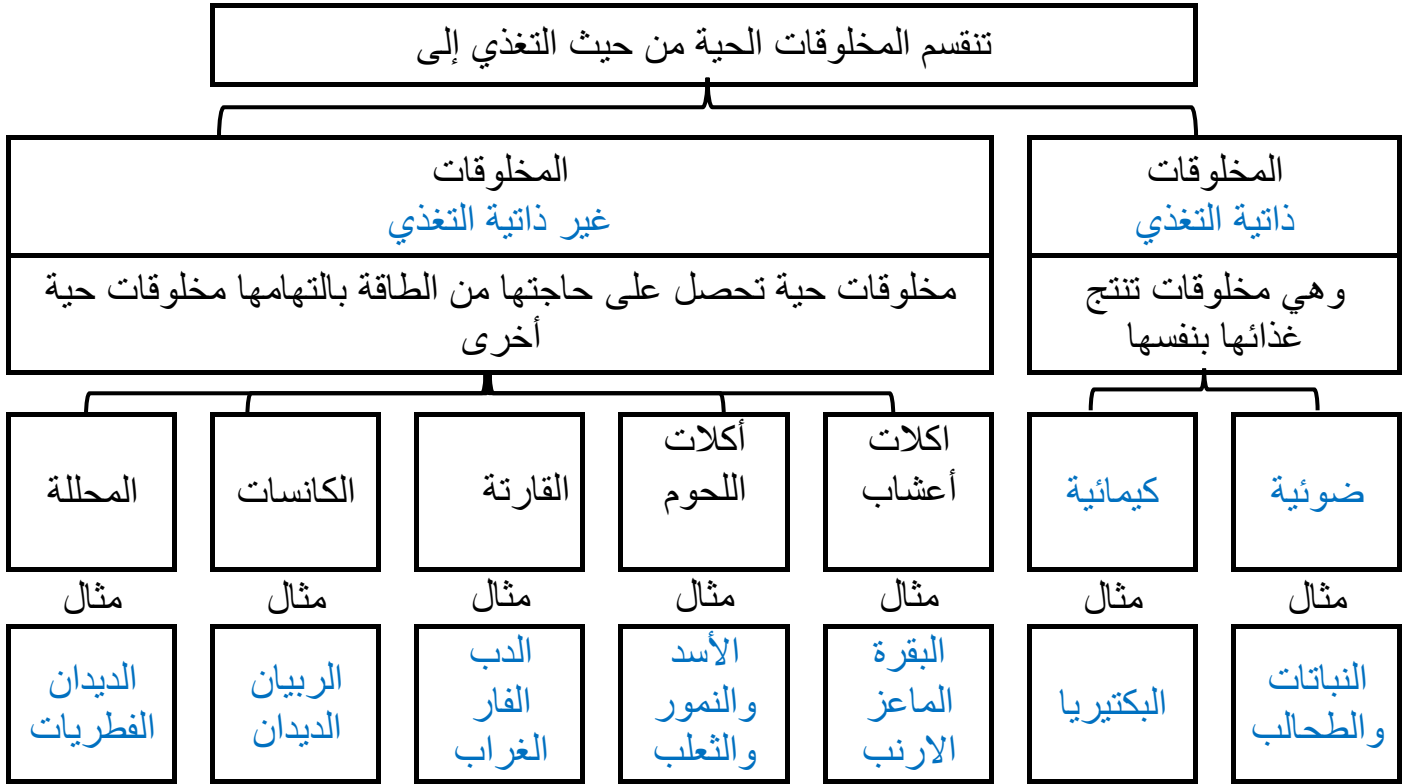 تنقسم المخلوقات الحية من حيث التغذي إلى
المخلوقات
ذاتية التغذي
المخلوقات
غير ذاتية التغذي
وهي مخلوقات تنتج
غذائها بنفسها
مخلوقات حية تحصل على حاجتها من الطاقة بالتهامها مخلوقات حية
أخرى
ضوئية
كيمائية
اكلات
أعشاب
أكلات
اللحوم
القارتة
الكانسات
المحللة
مثال
مثال
مثال
مثال
مثال
مثال
مثال
النباتات
والطحالب
البكتيريا
البقرة
الماعز
الارنب
الأسد
والنمور
والثعلب
الدب
الفار
الغراب
الربيان
الديدان
الديدان
الفطريات